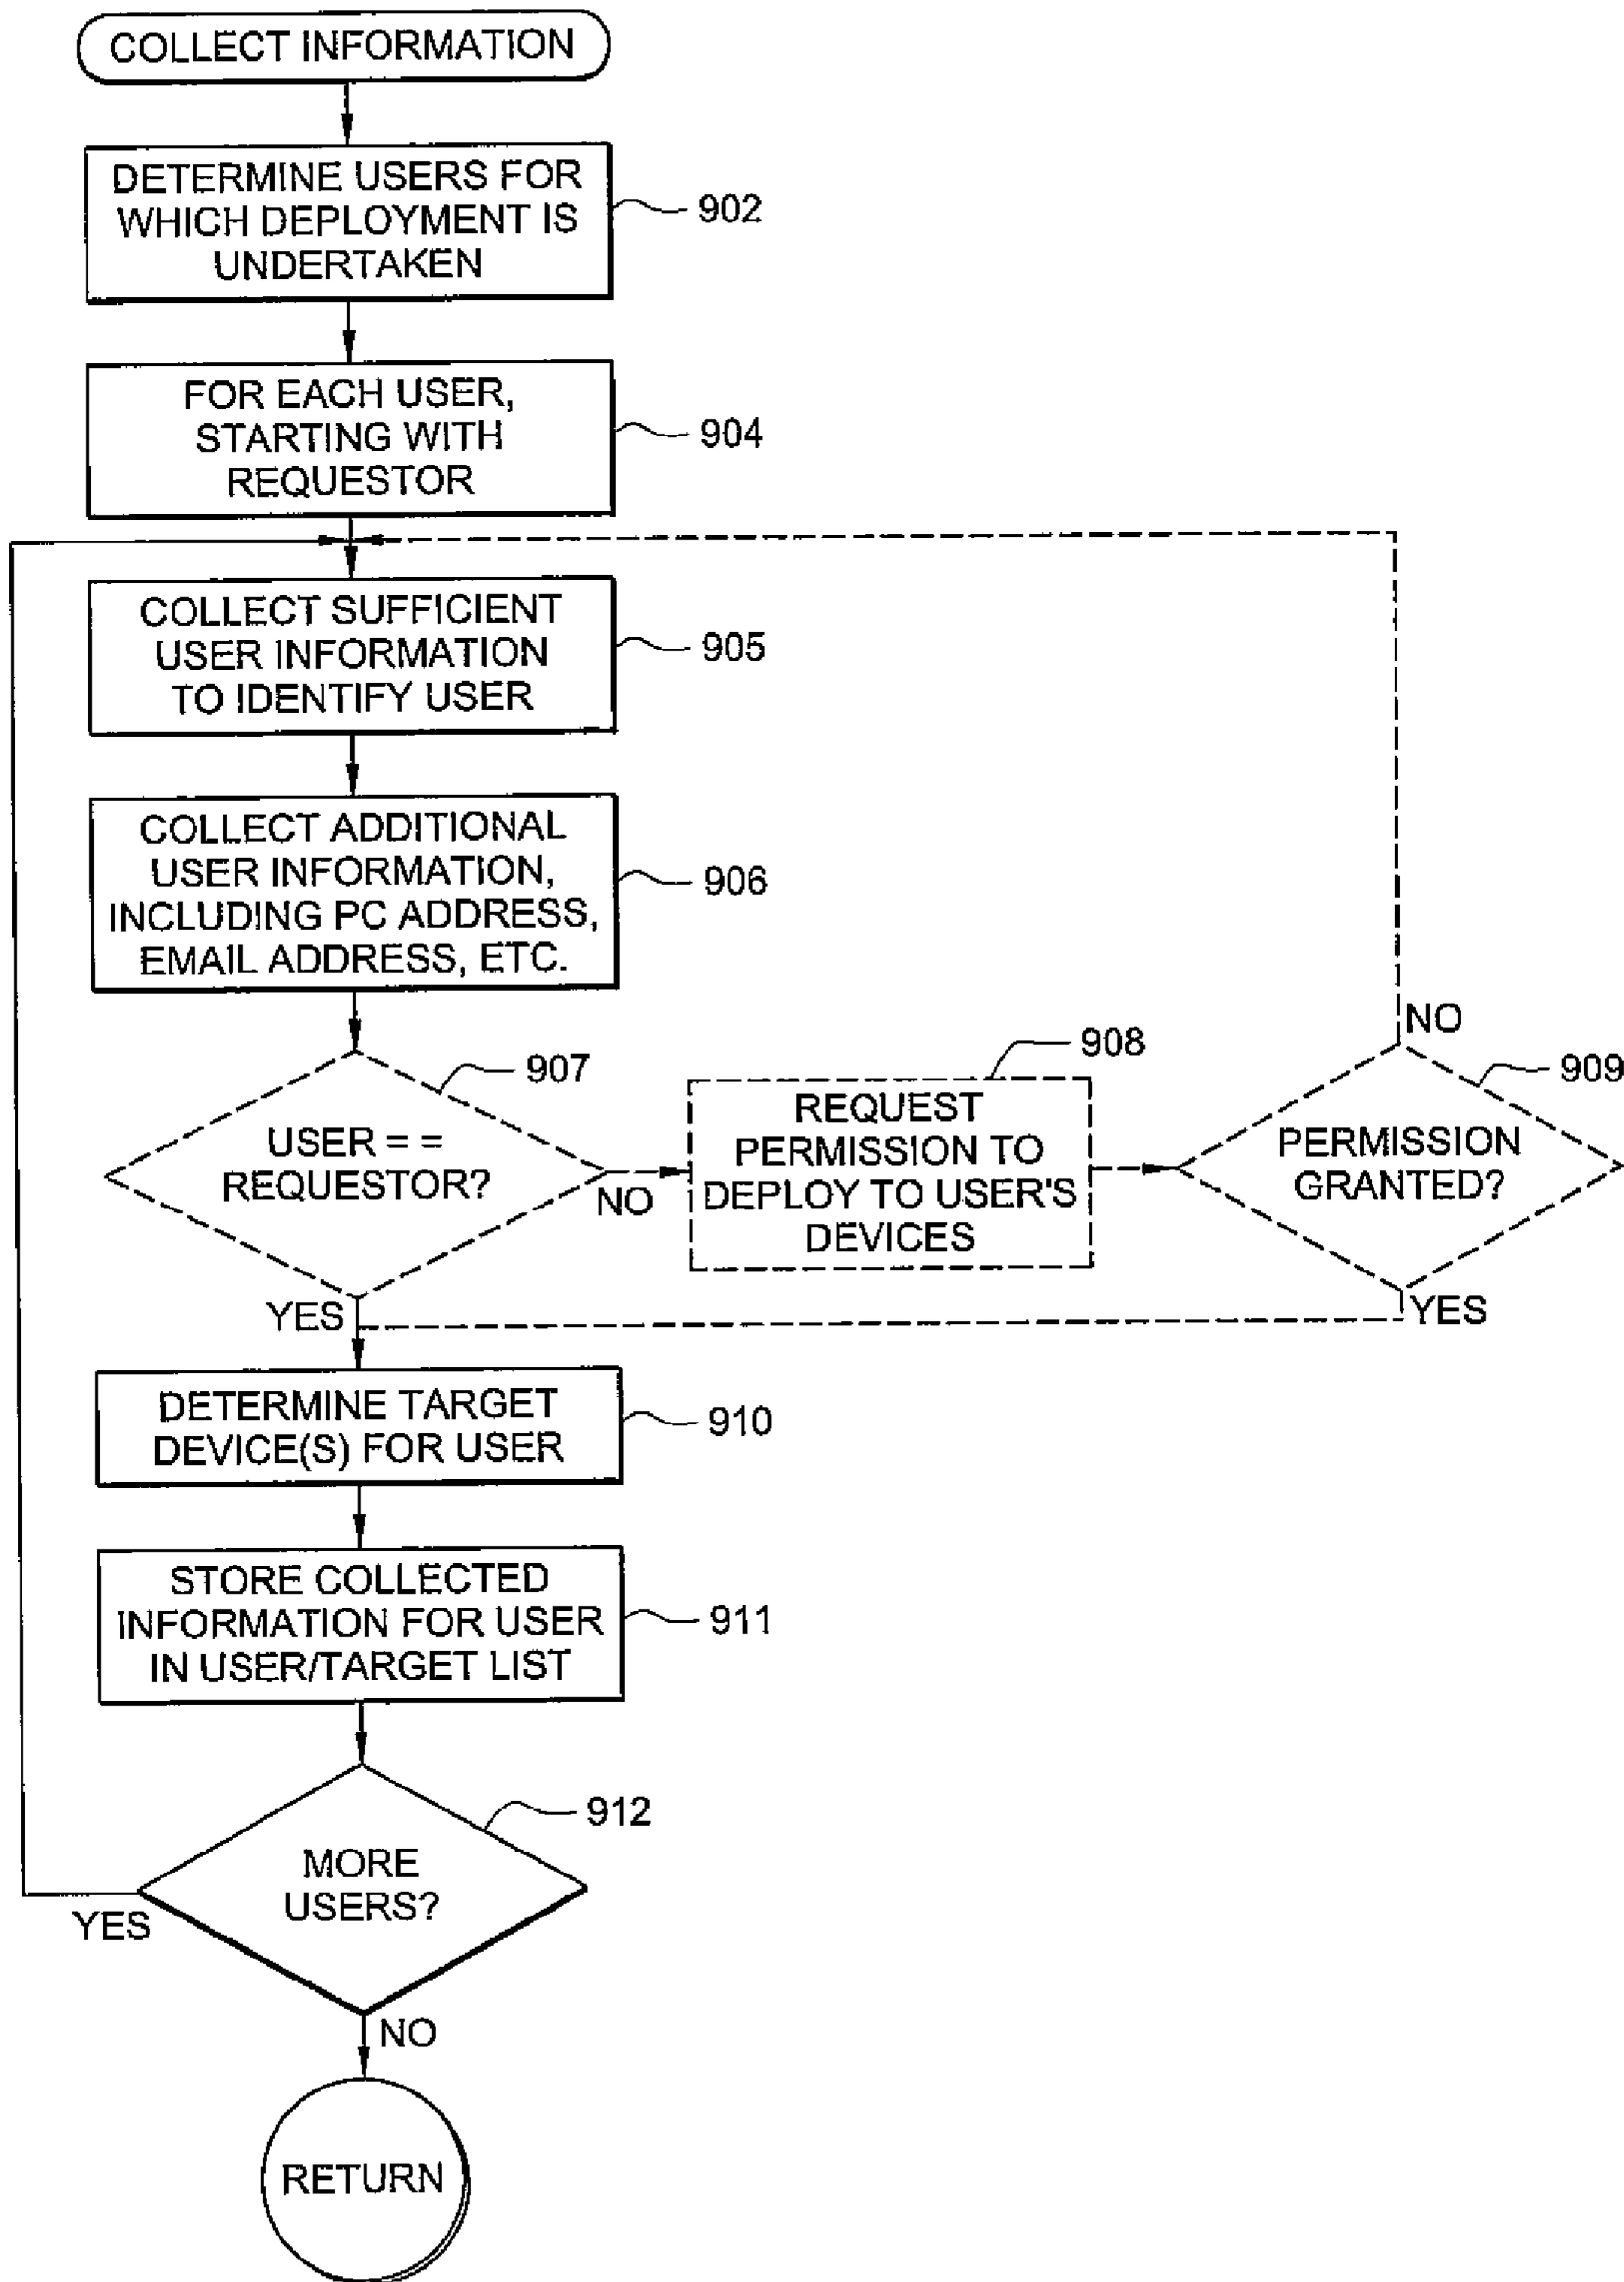 COLLECT INFORMATION
DETERMINE USERS FOR
WHICH DEPLOYMENT IS
UNDERTAKEN
902
FOR EACH USER,
STARTING WITH
REQUESTOR
904
COLLECT SUFFICIENT
USER INFORMATION
TO IDENTIFY USER
905
COLLECT ADDITIONAL
USER INFORMATION,
INCLUDING PC ADDRESS,
EMAIL ADDRESS, ETC.
906
USER = =
REQUESTOR?
907
NO
YES
REQUEST
PERMISSION TO
DEPLOY TO USER'S
DEVICES
908
PERMISSION
GRANTED?
909
NO
YES
DETERMINE TARGET
DEVICE(S) FOR USER
910
STORE COLLECTED
INFORMATION FOR USER
IN USER/TARGET LIST
911
MORE
USERS?
912
YES
NO
RETURN